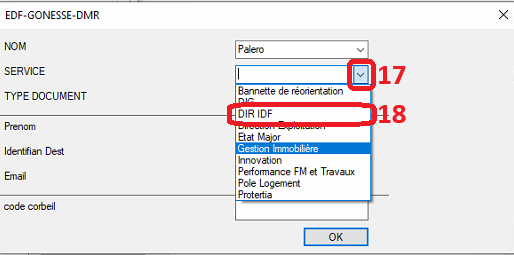 EDF-GONESSE-DMR
NOM
Palero
SERVICE
17
Bannette de réorientation
TYPE DOCUMENT
DIG
DIR IDF
18
Prenom
Direction Exploitation
Etat Major
Identifian Dest
Gestion Immobilière
Innovation
Email
Performance FM et Travaux
Pole Logement
Protertia
code corbeil
OK